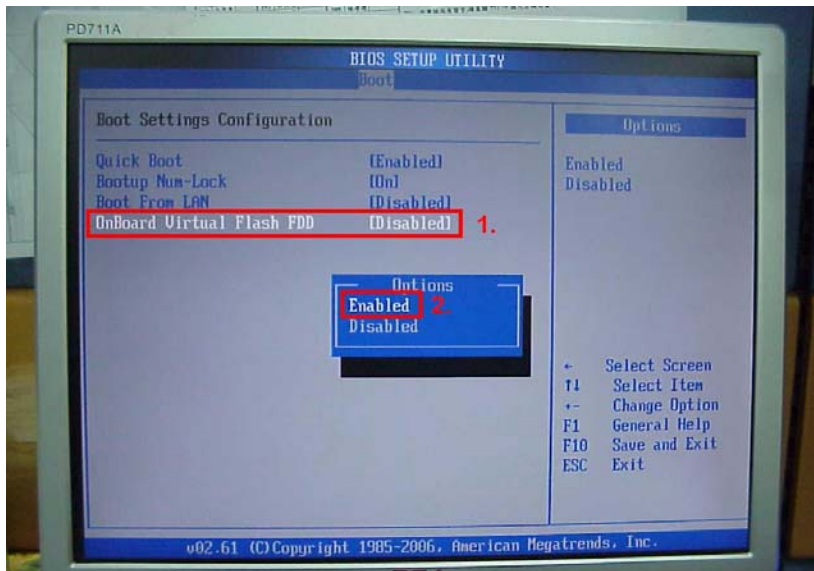 PD711A
BIOS SETUP UTILITY
Boot
Boot Settings Configuration
Quick Boot [Enabled]
Bootup Num-Lock [On]
Boot From LAN [Disabled]
OnBoard Virtual Flash FDD [Disabled] 1.
Options
Enabled 2.
Disabled
Options
Enabled
Disabled
← Select Screen
↑↓ Select Item
+- Change Option
F1 General Help
F10 Save and Exit
ESC Exit
v02.61 (C)Copyright 1985-2006, American Megatrends, Inc.